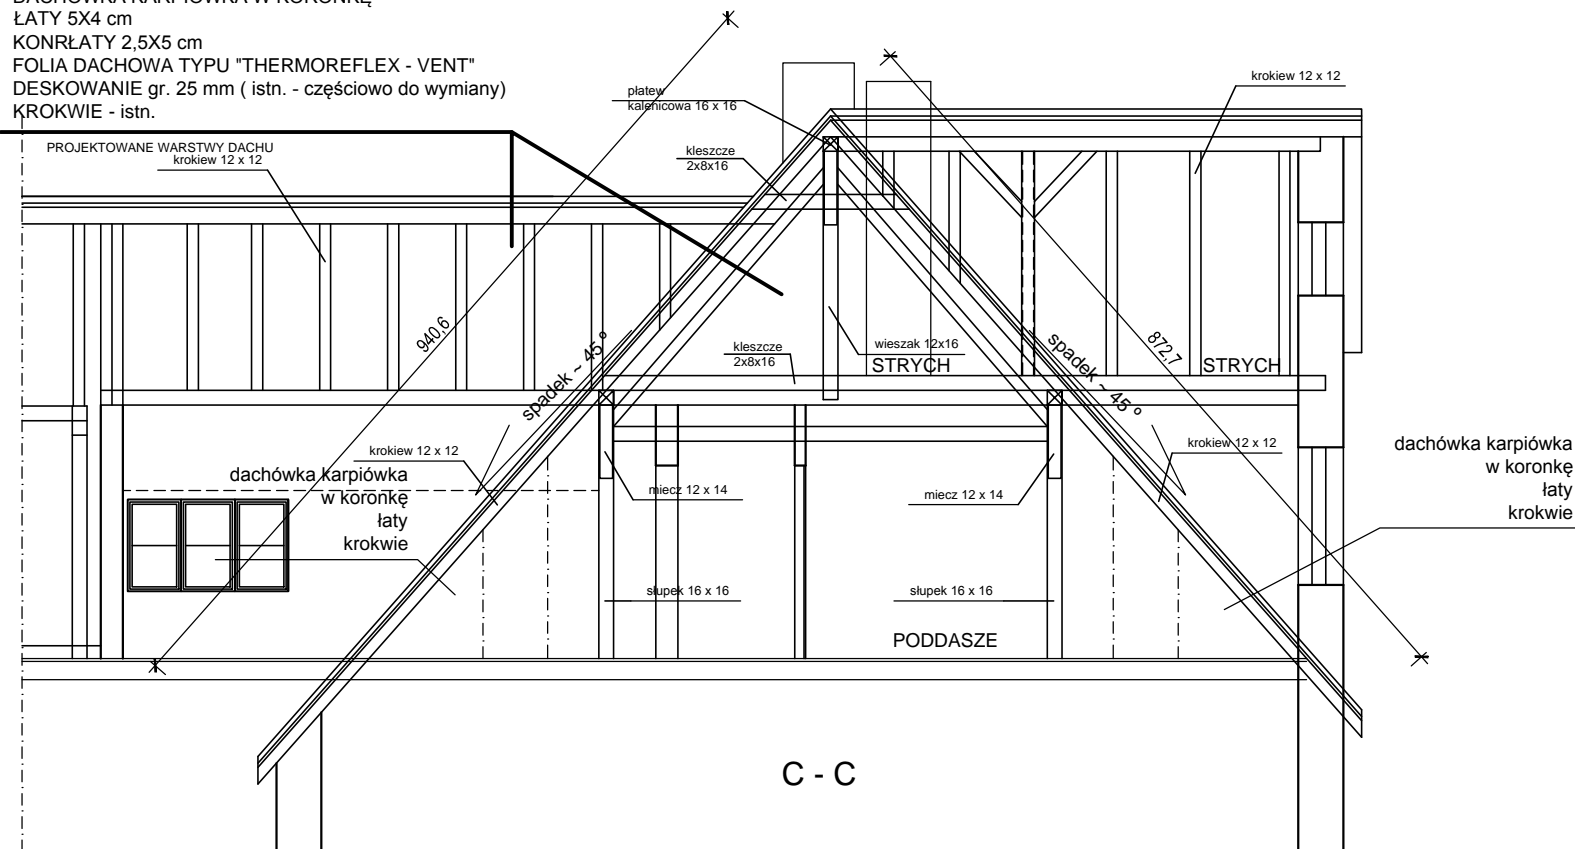 DACHÓWKA KARPIÓWKA W KORONKĘ
ŁATY 5X4 cm
KONRŁATY 2,5X5 cm
FOLIA DACHOWA TYPU "THERMOREFLEX - VENT"
DESKOWANIE gr. 25 mm ( istn. - częściowo do wymiany)
KROKWIE - istn.
PROJEKTOWANE WARSTWY DACHU
krokiew 12 x 12
płatew
kalenicowa 16 x 16
kleszcze
2x8x16
krokiew 12 x 12
940,6
spadek ~ 45 º
kleszcze
2x8x16
wieszak 12x16
STRYCH
spadek ~ 45 º
872,7
STRYCH
krokiew 12 x 12
dachówka karpiówka
w koronkę
łaty
krokwie
miecz 12 x 14
miecz 12 x 14
krokiew 12 x 12
dachówka karpiówka
w koronkę
łaty
krokwie
słupek 16 x 16
słupek 16 x 16
PODDASZE
C - C